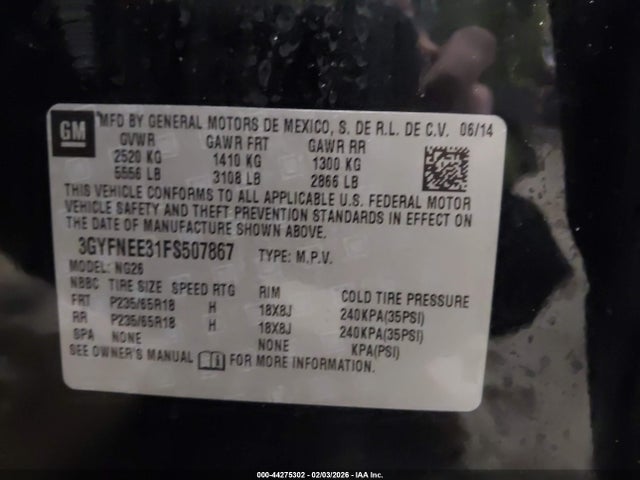 GM
MFD BY GENERAL MOTORS DE MEXICO, S. DE R.L. DE C.V. 06/14
GVWR GAWR FRT GAWR RR
2520 KG 1410 KG 1300 KG
5556 LB 3108 LB 2866 LB
THIS VEHICLE CONFORMS TO ALL APPLICABLE U.S. FEDERAL MOTOR
VEHICLE SAFETY AND THEFT PREVENTION STANDARDS IN EFFECT ON
THE DATE OF MANUFACTURE SHOWN ABOVE.
3GYFNEE31FS507867 TYPE: M.P.V.
MODEL: NG26
NBBC TIRE SIZE SPEED RTG RIM COLD TIRE PRESSURE
FRT P235/65R18 H 18X8J 240KPA(35PSI)
RR P235/65R18 H 18X8J 240KPA(35PSI)
SPA NONE NONE KPA(PSI)
SEE OWNER'S MANUAL FOR MORE INFORMATION.
000-44275302 - 02/03/2026 - IAA Inc.